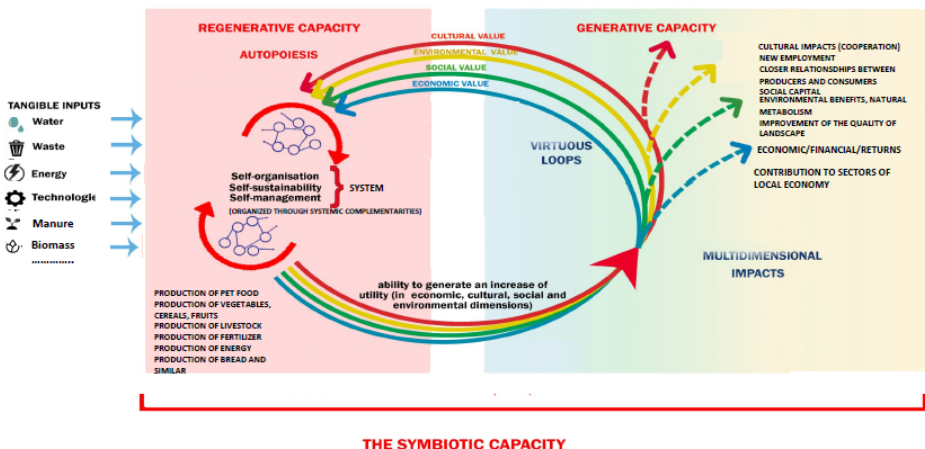 REGENERATIVE CAPACITY
GENERATIVE CAPACITY
AUTOPOIESIS
CULTURAL VALUE
ENVIRONMENTAL VALUE
SOCIAL VALUE
ECONOMIC VALUE
CULTURAL IMPACTS (COOPERATION)
NEW EMPLOYMENT
CLOSER RELATIONSDHIPS BETWEEN
PRODUCERS AND CONSUMERS
SOCIAL CAPITAL
ENVIRONMENTAL BENEFITS, NATURAL
METABOLISM
IMPROVEMENT OF THE QUALITY OF
LANDSCAPE
ECONOMIC/FINANCIAL/RETURNS
CONTRIBUTION TO SECTORS OF
LOCAL ECONOMY
TANGIBLE INPUTS
Water
Waste
Energy
Technologie
Manure
Biomass
..............
VIRTUOUS
LOOPS
Self-organisation
Self-sustainability
Self-management
SYSTEM
(ORGANIZED THROUGH SYSTEMIC COMPLEMENTARITIES)
MULTIDIMENSIONAL
IMPACTS
ability to generate an increase of
utility (in economic, cultural, social and
environmental dimensions)
PRODUCTION OF PET FOOD
PRODUCTION OF VEGETABLES,
CEREALS, FRUITS
PRODUCTION OF LIVESTOCK
PRODUCTION OF FERTILIZER
PRODUCTION OF ENERGY
PRODUCTION OF BREAD AND
SIMILAR
THE SYMBIOTIC CAPACITY